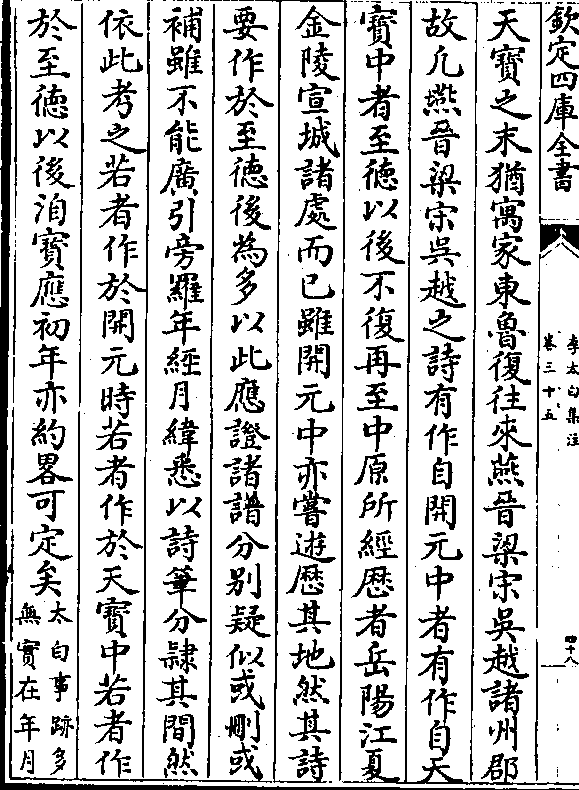 欽定四庫全書
李太白集注
卷三十五
四十八
天寶之末猶寓家東魯復往來燕晉梁宋吳越諸州郡
故凡燕晉梁宋吳越之詩有作自開元中者有作自天
寶中者至徳以後不復再至中原所經歴者岳陽江夏
金陵宣城諸處而已雖開元中亦嘗遊歴其地然其詩
要作於至徳後為多以此應證諸譜分别疑似或刪或
補雖不能廣引旁羅年經月緯悉以詩筆分隷其間然
依此考之若者作於開元時若者作於天寶中若者作
於至徳以後洎寶應初年亦約畧可定矣
太白事跡多
無實在年月